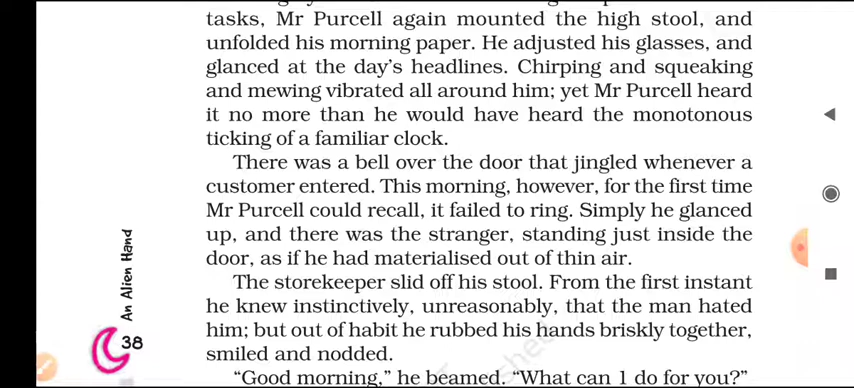 tasks, Mr Purcell again mounted the high stool, and
unfolded his morning paper. He adjusted his glasses, and
glanced at the day's headlines. Chirping and squeaking
and mewing vibrated all around him; yet Mr Purcell heard
it no more than he would have heard the monotonous
ticking of a familiar clock.
There was a bell over the door that jingled whenever a
customer entered. This morning, however, for the first time
Mr Purcell could recall, it failed to ring. Simply he glanced
up, and there was the stranger, standing just inside the
door, as if he had materialised out of thin air.
The storekeeper slid off his stool. From the first instant
he knew instinctively, unreasonably, that the man hated
him; but out of habit he rubbed his hands briskly together,
smiled and nodded.
“Good morning,” he beamed. “What can 1 do for you?”
An Alien Hand
38